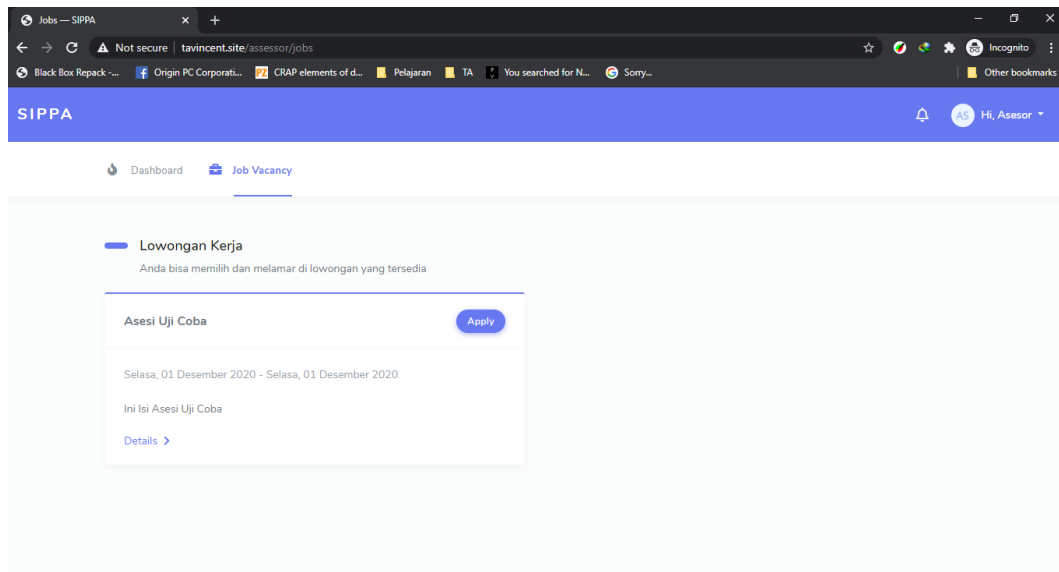 Jobs — SIPPA
Not secure | tavincent.site/assessor/jobs
Incognito
Black Box Repack -... Origin PC Corporati... PZ CRAP elements of d... Pelajaran TA You searched for N... Sorry... Other bookmarks
SIPPA AS Hi, Asesor
Dashboard Job Vacancy
Lowongan Kerja
Anda bisa memilih dan melamar di lowongan yang tersedia
Asesi Uji Coba Apply
Selasa, 01 Desember 2020 - Selasa, 01 Desember 2020
Ini Isi Asesi Uji Coba
Details